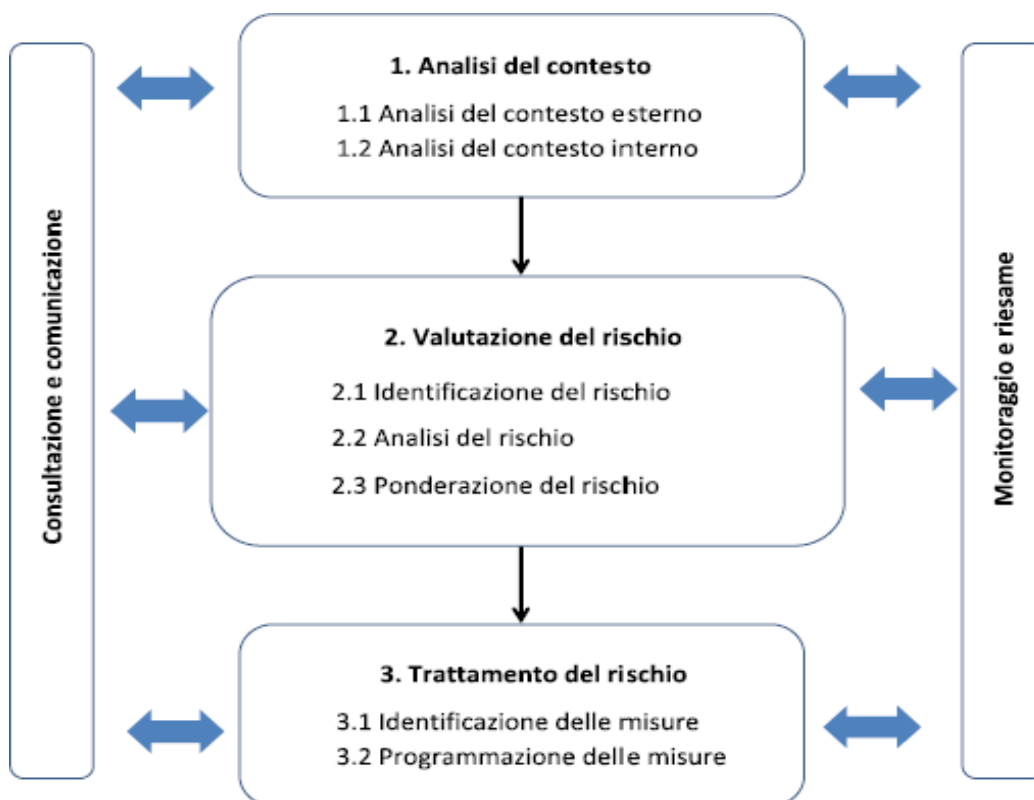 Consultazione e comunicazione
1. Analisi del contesto
1.1 Analisi del contesto esterno
1.2 Analisi del contesto interno
2. Valutazione del rischio
2.1 Identificazione del rischio
2.2 Analisi del rischio
2.3 Ponderazione del rischio
3. Trattamento del rischio
3.1 Identificazione delle misure
3.2 Programmazione delle misure
Monitoraggio e riesame